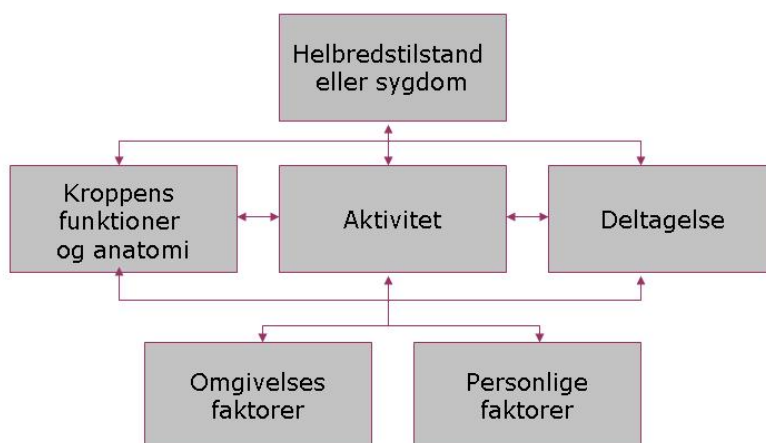 Helbredstilstand
eller sygdom
Kroppens
funktioner
og anatomi
Aktivitet
Deltagelse
Omgivelses
faktorer
Personlige
faktorer